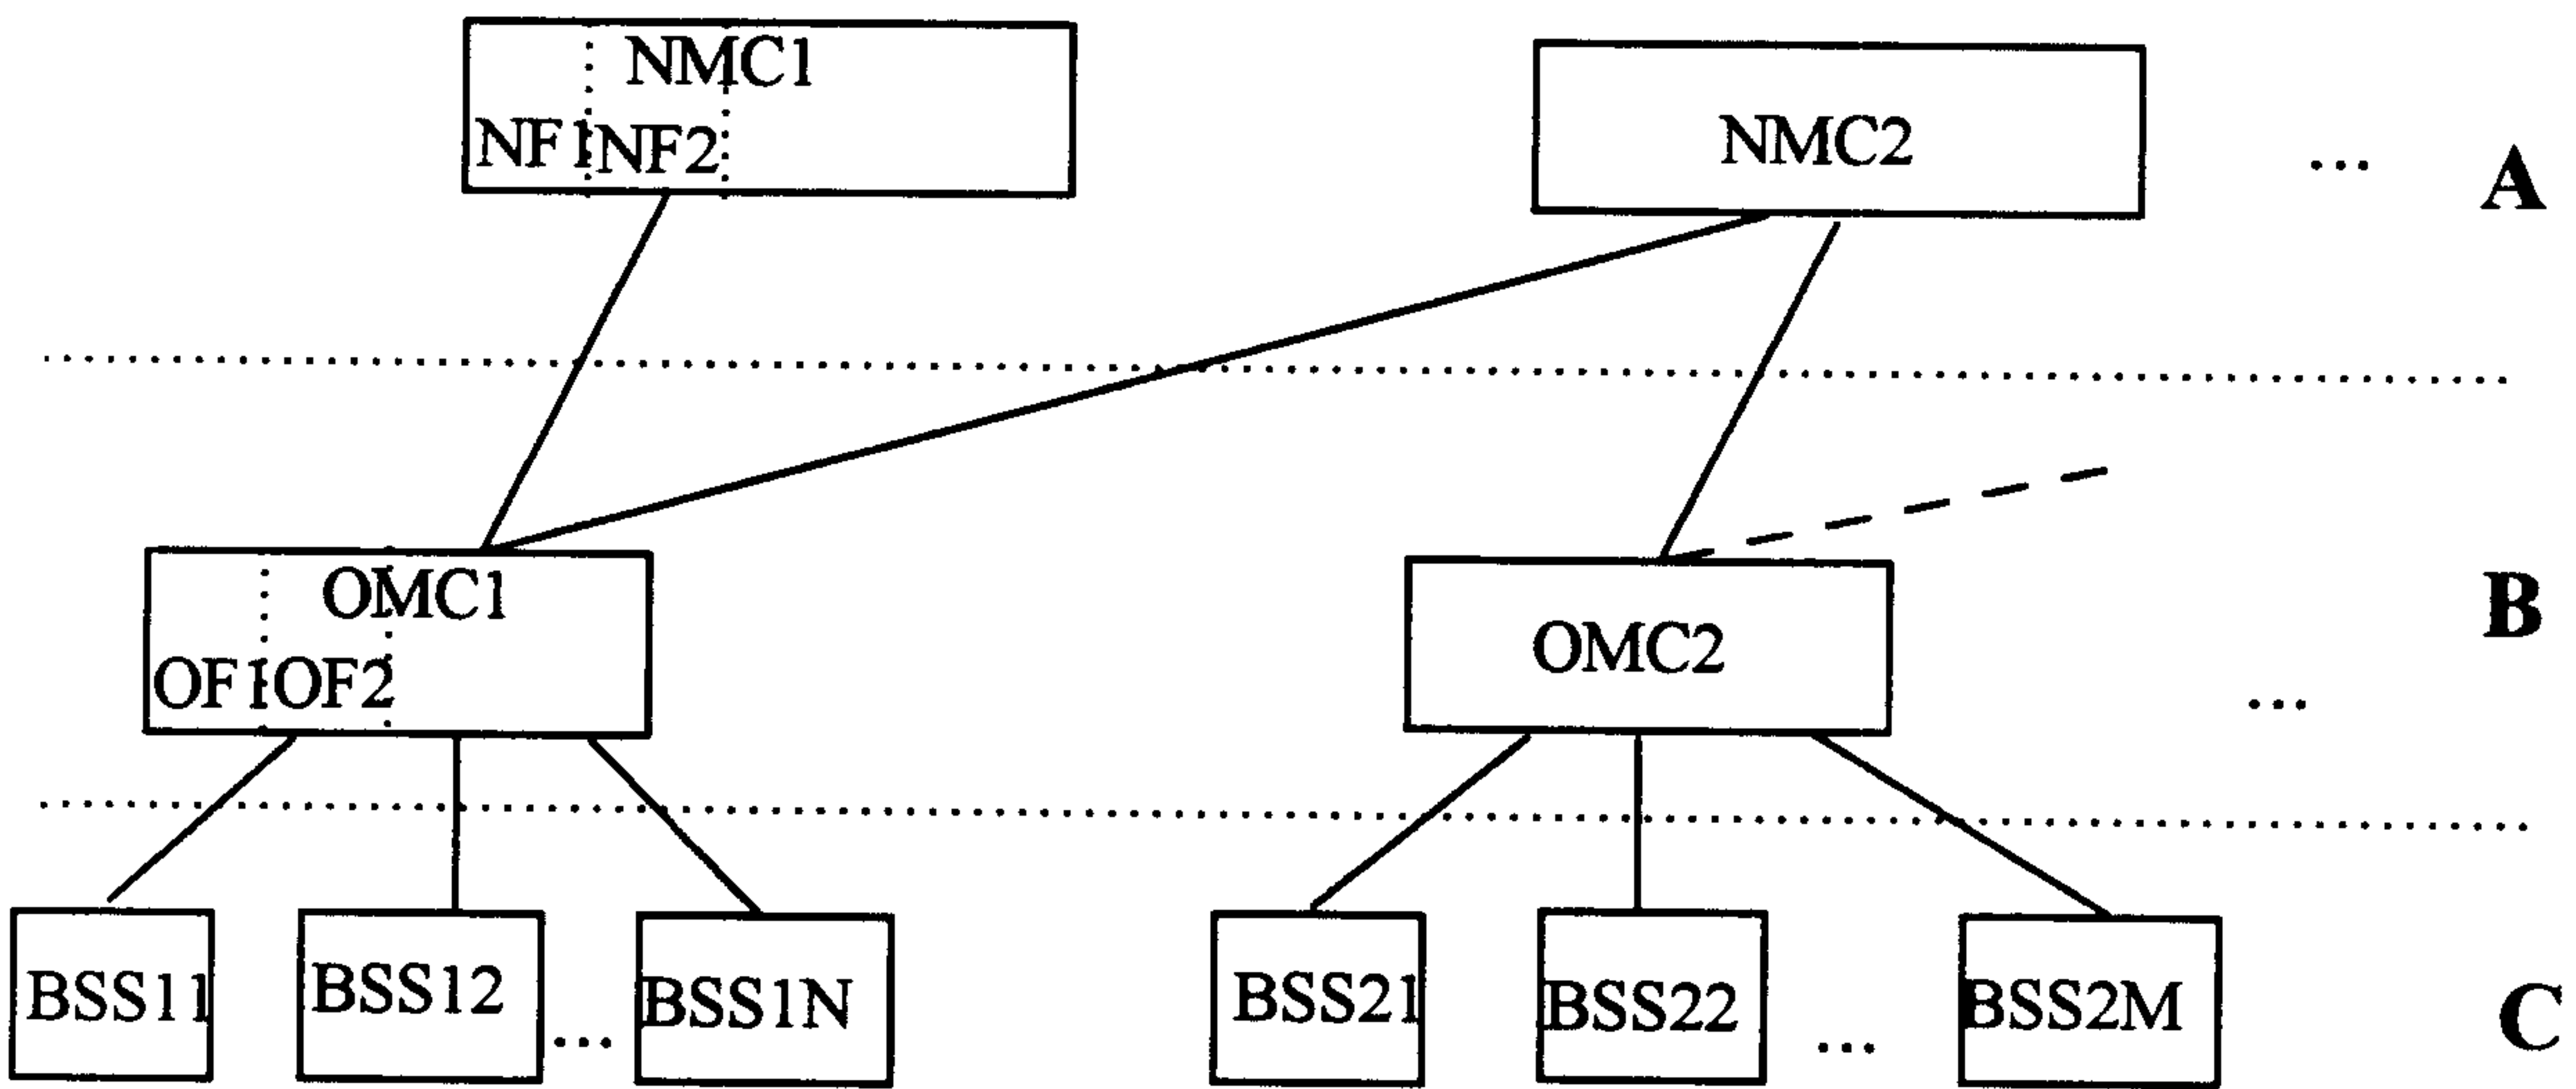 NMC1
NF1 NF2
NMC2
...
A
OMC1
OF1 OF2
OMC2
...
B
BSS11
BSS12
...
BSS1N
BSS21
BSS22
...
BSS2M
C